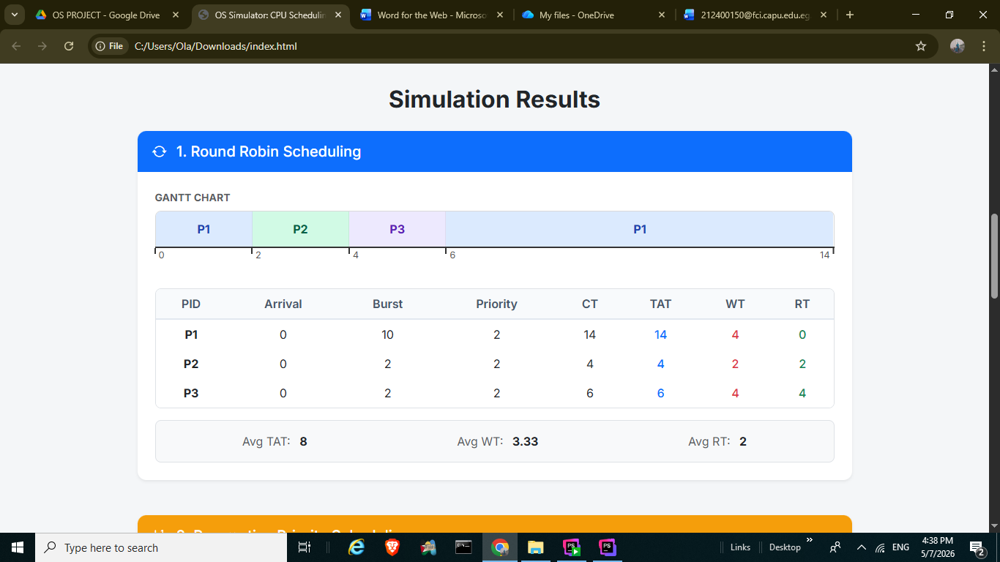 OS PROJECT - Google Drive
OS Simulator: CPU Schedulin
Word for the Web - Microso
My files - OneDrive
212400150@fci.capu.edu.eg
File C:/Users/Ola/Downloads/index.html
Simulation Results
1. Round Robin Scheduling
GANTT CHART
P1 P2 P3 P1
0 2 4 6 14
PID Arrival Burst Priority CT TAT WT RT
P1 0 10 2 14 14 4 0
P2 0 2 2 4 4 2 2
P3 0 2 2 6 6 4 4
Avg TAT: 8 Avg WT: 3.33 Avg RT: 2
Type here to search
PS
PS
Links
Desktop
ENG
4:38 PM
5/7/2026
2